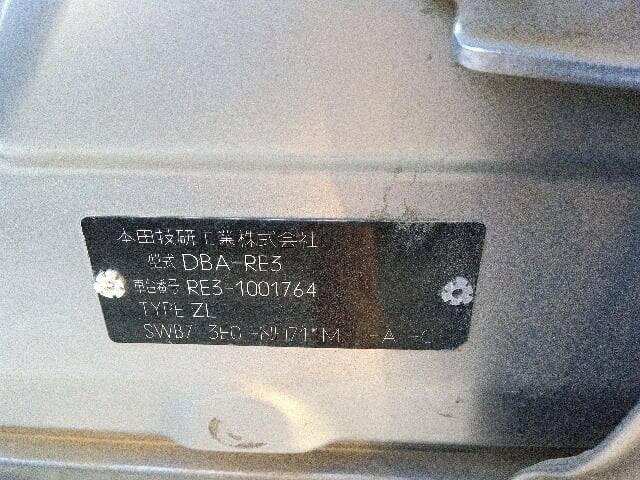 本田技研工業株式会社
型式 DBA-RE3
車台番号 RE3-1001764
TYPE ZL